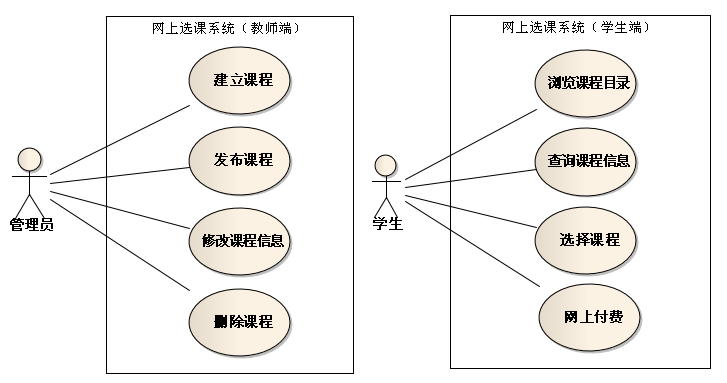 网上选课系统（教师端）
建立课程
发布课程
修改课程信息
删除课程
管理员
网上选课系统（学生端）
浏览课程目录
查询课程信息
选择课程
网上付费
学生